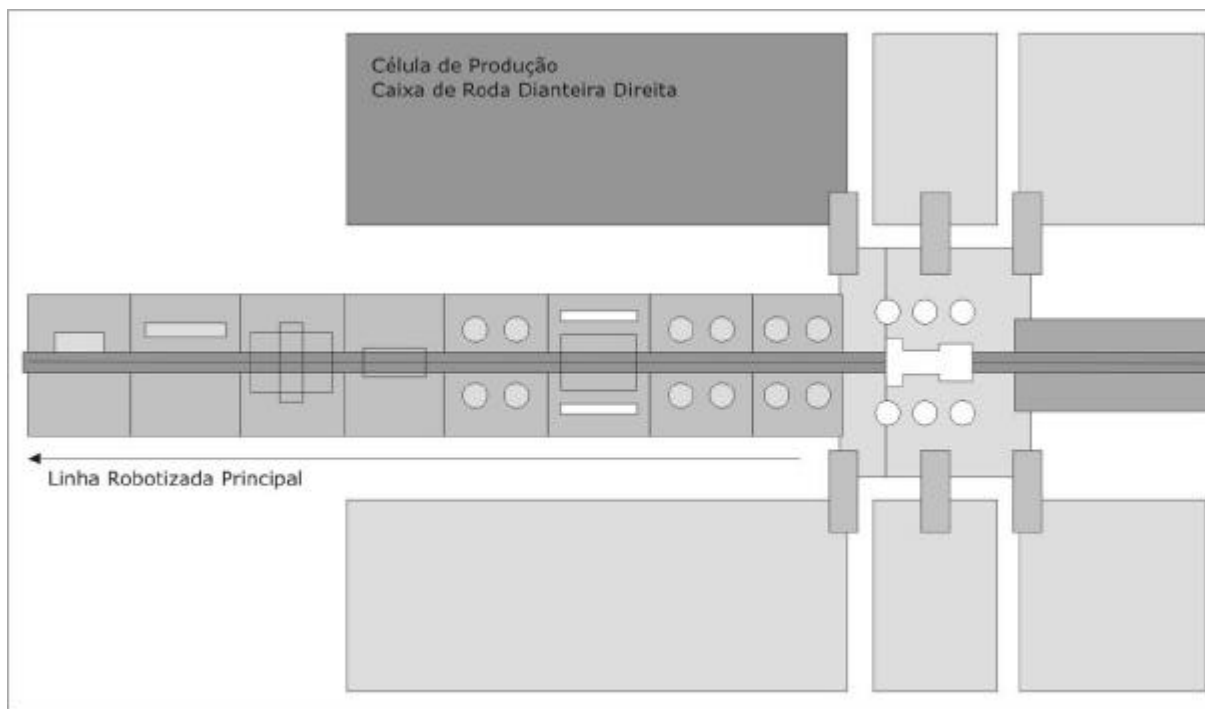 Célula de Produção
Caixa de Roda Dianteira Direita
Linha Robotizada Principal